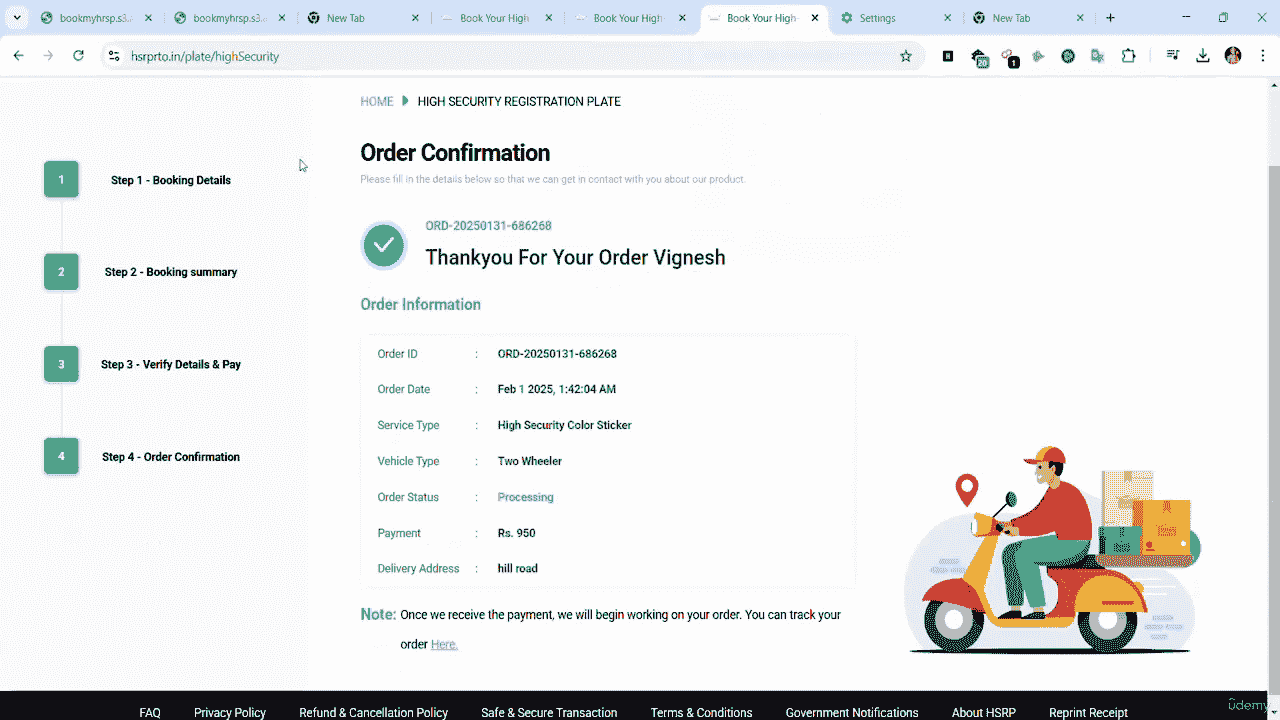 bookmyhrsp.s3. bookmyhrsp.s3. New Tab Book Your High Book Your High Book Your High Settings New Tab
hsrprto.in/plate/highSecurity
20 1
HOME HIGH SECURITY REGISTRATION PLATE
Order Confirmation
Please fill in the details below so that we can get in contact with you about our product.
1 Step 1 - Booking Details
2 Step 2 - Booking summary
3 Step 3 - Verify Details & Pay
4 Step 4 - Order Confirmation
ORD-20250131-686268
Thankyou For Your Order Vignesh
Order Information
Order ID : ORD-20250131-686268
Order Date : Feb 1 2025, 1:42:04 AM
Service Type : High Security Color Sticker
Vehicle Type : Two Wheeler
Order Status : Processing
Payment : Rs. 950
Delivery Address : hill road
Note: Once we receive the payment, we will begin working on your order. You can track your
order Here.
FAQ Privacy Policy Refund & Cancellation Policy Safe & Secure Transaction Terms & Conditions Government Notifications About HSRP Reprint Receipt
ûdemy